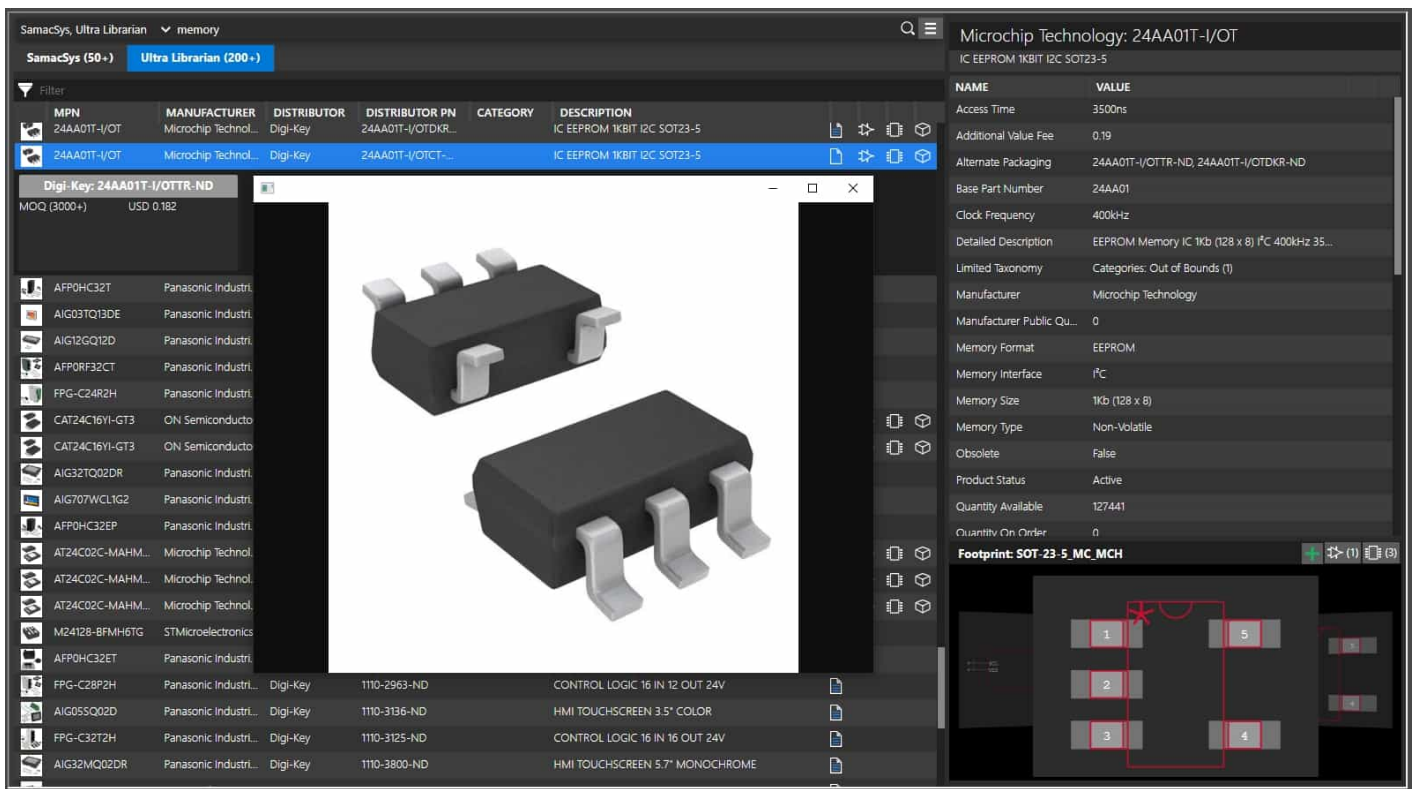 SamacSys, Ultra Librarian memory
SamacSys (50+) Ultra Librarian (200+)
Filter
MPN MANUFACTURER DISTRIBUTOR DISTRIBUTOR PN CATEGORY DESCRIPTION
24AA01T-I/OT Microchip Technol... Digi-Key 24AA01T-I/OTDKR... IC EEPROM 1KBIT I2C SOT23-5
24AA01T-I/OT Microchip Technol... Digi-Key 24AA01T-I/OTCT-... IC EEPROM 1KBIT I2C SOT23-5
Digi-Key: 24AA01T-I/OTTR-ND
MOQ (3000+) USD 0.182
AFP0HC32T Panasonic Industri.
AIG03TQ13DE Panasonic Industri.
AIG12GQ12D Panasonic Industri.
AFP0RF32CT Panasonic Industri.
FPG-C24R2H Panasonic Industri.
CAT24C16YI-GT3 ON Semiconducto
CAT24C16YI-GT3 ON Semiconducto
AIG32TQ02DR Panasonic Industri.
AIG707WCL1G2 Panasonic Industri.
AFP0HC32EP Panasonic Industri.
AT24C02C-MAHM... Microchip Technol.
AT24C02C-MAHM... Microchip Technol.
AT24C02C-MAHM... Microchip Technol.
M24128-BFMH6TG STMicroelectronics
AFP0HC32ET Panasonic Industri.
FPG-C28P2H Panasonic Industri... Digi-Key 1110-2963-ND CONTROL LOGIC 16 IN 12 OUT 24V
AIG05SQ02D Panasonic Industri... Digi-Key 1110-3136-ND HMI TOUCHSCREEN 3.5" COLOR
FPG-C32T2H Panasonic Industri... Digi-Key 1110-3125-ND CONTROL LOGIC 16 IN 16 OUT 24V
AIG32MQ02DR Panasonic Industri... Digi-Key 1110-3800-ND HMI TOUCHSCREEN 5.7" MONOCHROME
Microchip Technology: 24AA01T-I/OT
IC EEPROM 1KBIT I2C SOT23-5
NAME VALUE
Access Time 3500ns
Additional Value Fee 0.19
Alternate Packaging 24AA01T-I/OTTR-ND, 24AA01T-I/OTDKR-ND
Base Part Number 24AA01
Clock Frequency 400kHz
Detailed Description EEPROM Memory IC 1Kb (128 x 8) I²C 400kHz 35...
Limited Taxonomy Categories: Out of Bounds (1)
Manufacturer Microchip Technology
Manufacturer Public Qu... 0
Memory Format EEPROM
Memory Interface I²C
Memory Size 1Kb (128 x 8)
Memory Type Non-Volatile
Obsolete False
Product Status Active
Quantity Available 127441
Quantity On Order 0
Footprint: SOT-23-5_MC_MCH (1) (3)
1 5
2
3 4